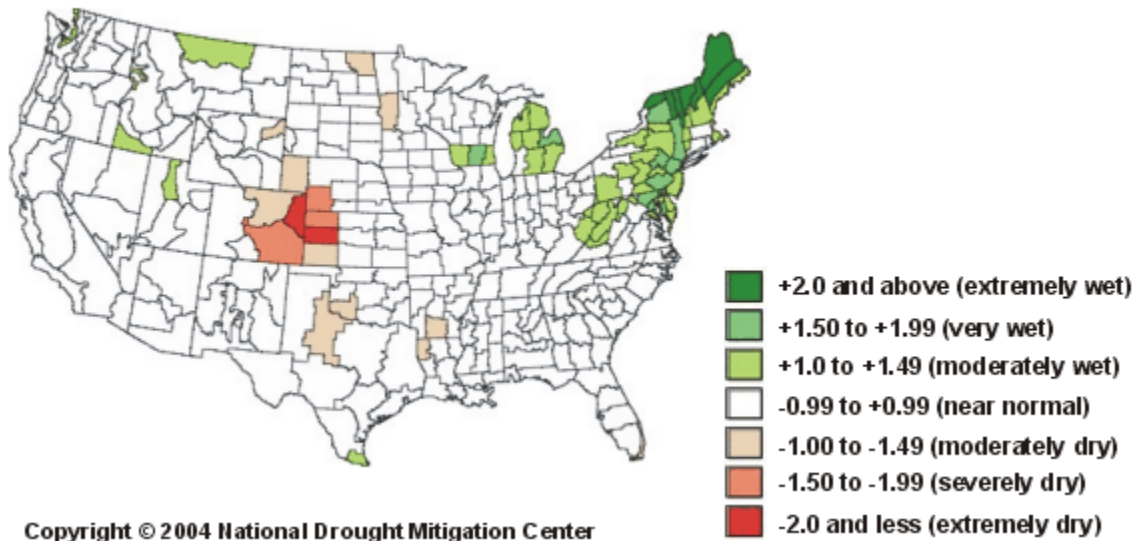 +2.0 and above (extremely wet)
+1.50 to +1.99 (very wet)
+1.0 to +1.49 (moderately wet)
-0.99 to +0.99 (near normal)
-1.00 to -1.49 (moderately dry)
-1.50 to -1.99 (severely dry)
-2.0 and less (extremely dry)
Copyright © 2004 National Drought Mitigation Center